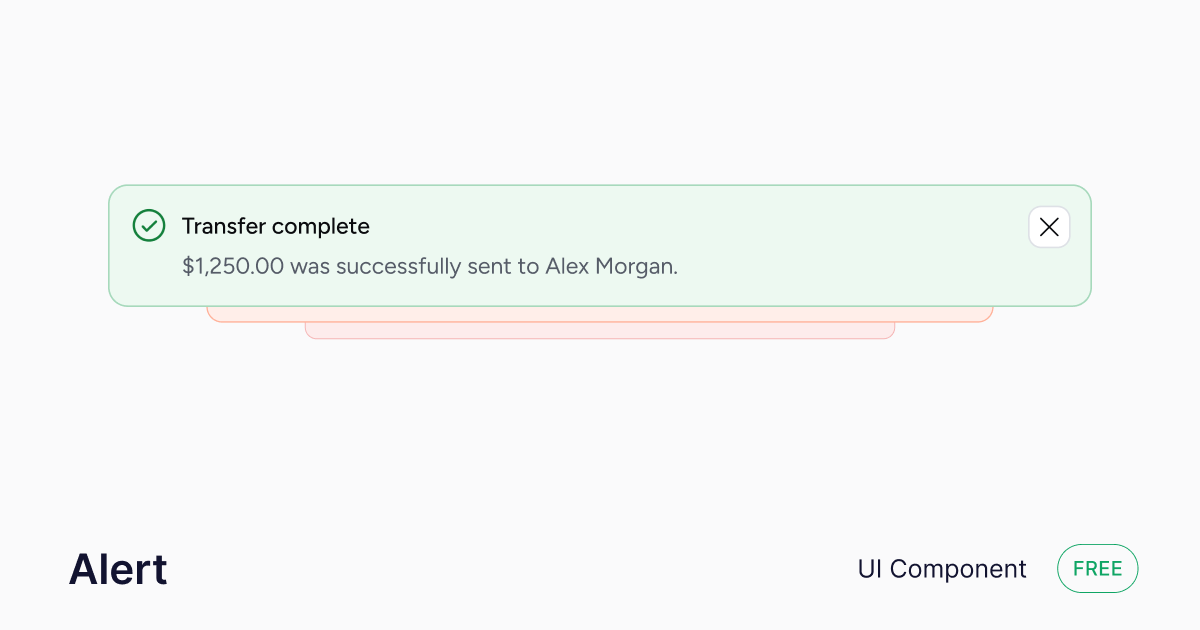 Transfer complete
$1,250.00 was successfully sent to Alex Morgan.
Alert
UI Component
FREE